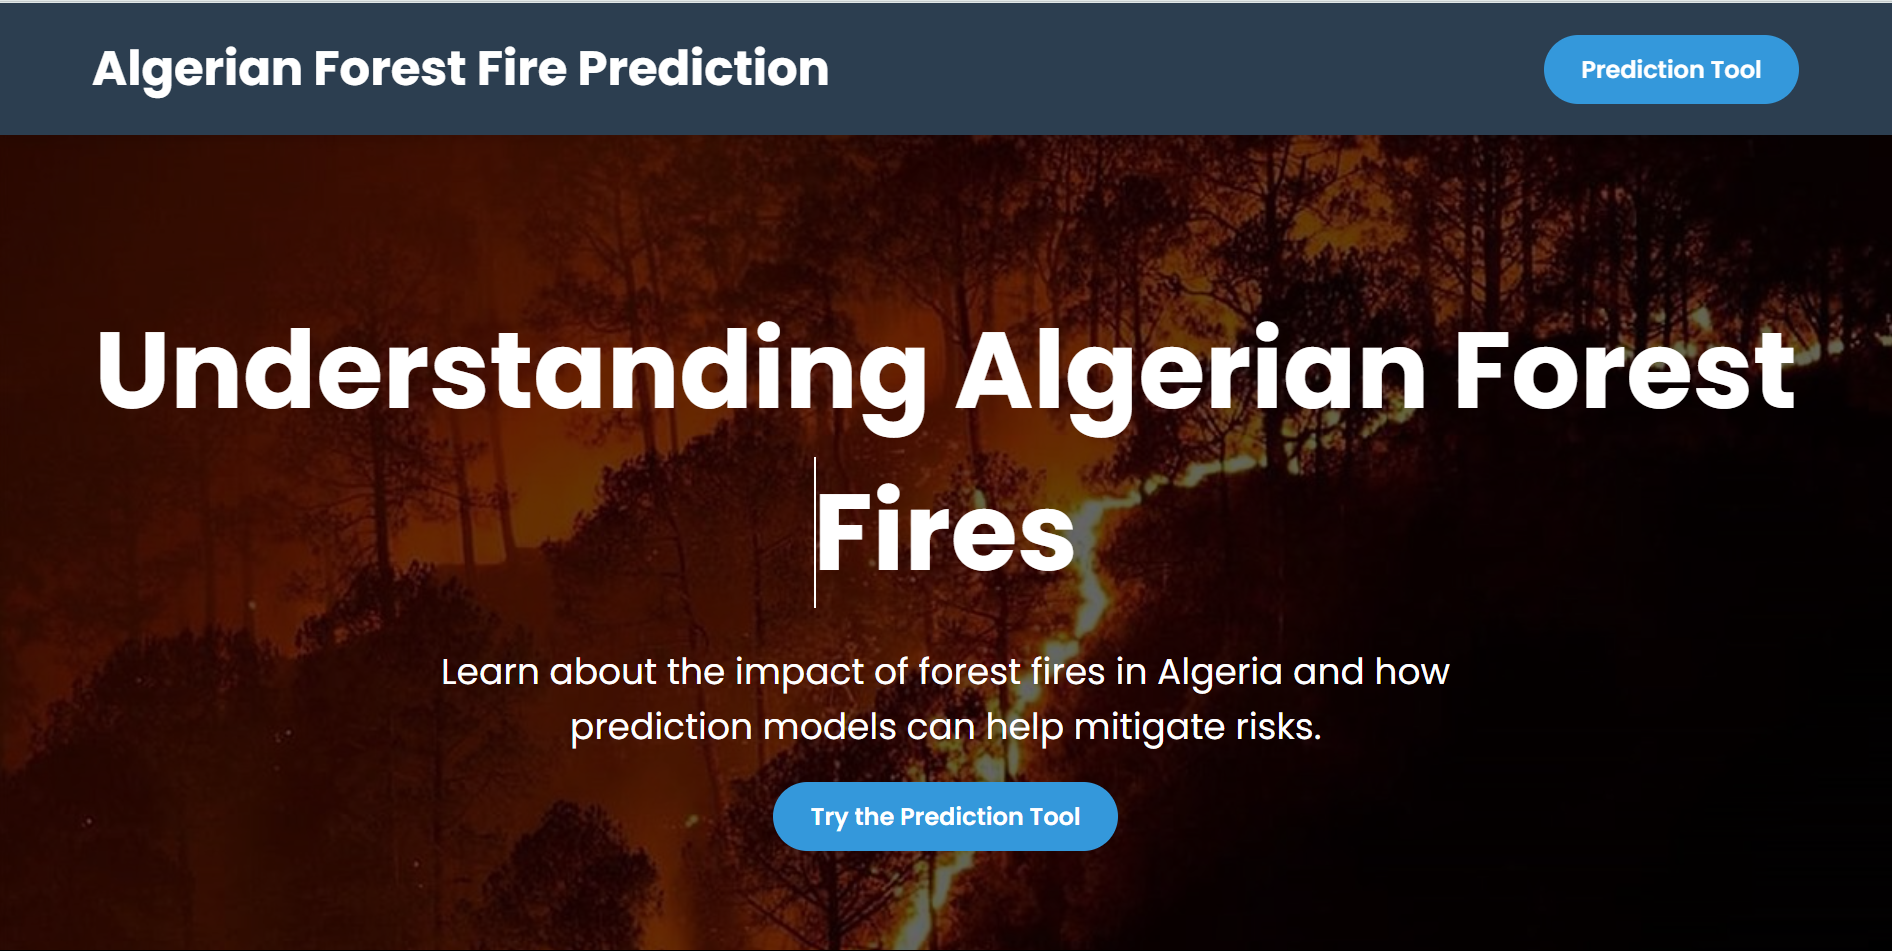 Algerian Forest Fire Prediction
Prediction Tool
Understanding Algerian Forest
Fires
Learn about the impact of forest fires in Algeria and how
prediction models can help mitigate risks.
Try the Prediction Tool